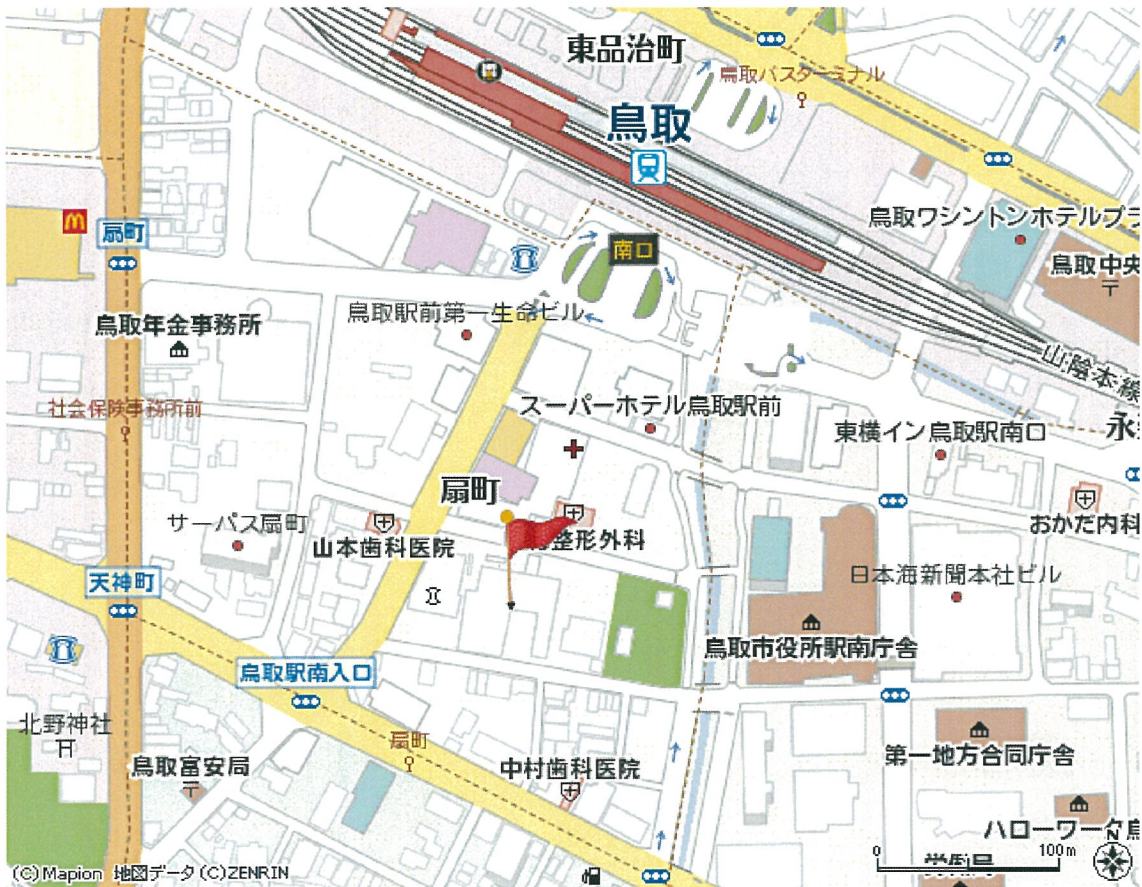 東品治町
鳥取バスターミナル
鳥取
鳥取ワシントンホテルプラ
扇町
南口
鳥取中央
鳥取駅前第一生命ビル
鳥取年金事務所
山陰本線
社会保険事務所前
スーパーホテル鳥取駅前
東横イン鳥取駅南口
扇町
サーパス扇町
おかだ内科
山本歯科医院
整形外科
天神町
日本海新聞本社ビル
鳥取市役所駅南庁舎
鳥取駅南入口
北野神社
扇町
第一地方合同庁舎
鳥取富安局
中村歯科医院
ハローワーク鳥
N
0
100m
(C)Mapion 地図データ(C)ZENRIN